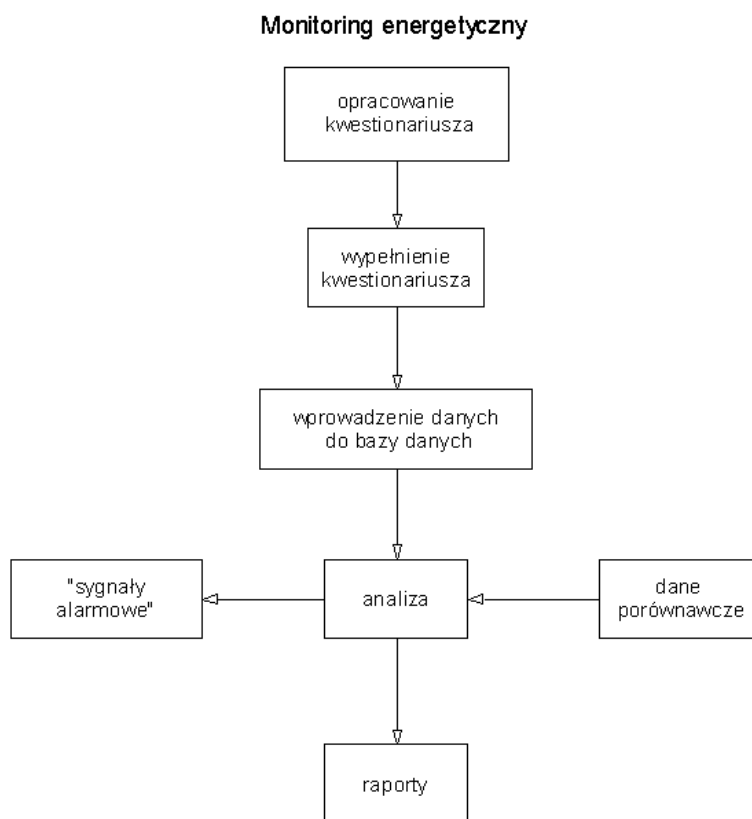 Monitoring energetyczny
opracowanie
kwestionariusza
wypełnienie
kwestionariusza
wprowadzenie danych
do bazy danych
"sygnały
alarmowe"
analiza
dane
porównawcze
raporty